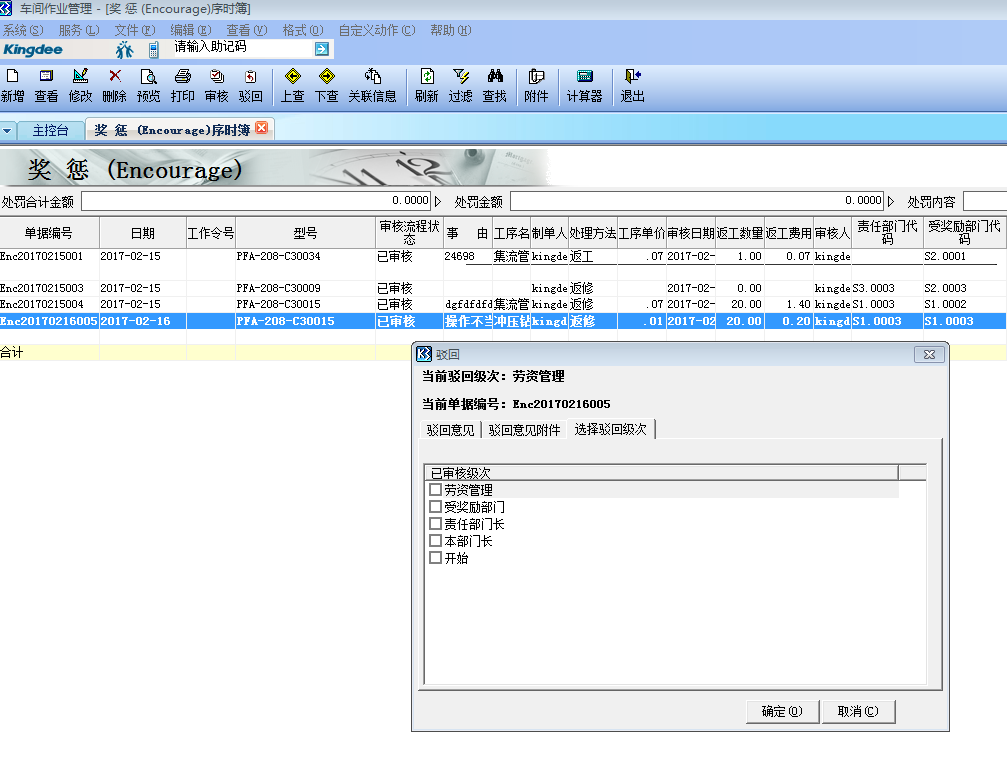 车间作业管理 - [奖 惩 (Encourage)序时簿]
系统(S) 服务(L) 文件(F) 编辑(E) 查看(V) 格式(O) 自定义动作(C) 帮助(H)
Kingdee 请输入助记码
新增 查看 修改 删除 预览 打印 审核 驳回 上查 下查 关联信息 刷新 过滤 查找 附件 计算器 退出
主控台 奖 惩 (Encourage)序时簿
奖 惩 (Encourage)
处罚合计金额 0.0000 处罚金额 0.0000 处罚内容
单据编号 日期 工作令号 型号 审核流程状态 事 由 工序名 制单人 处理方法 工序单价 审核日期 返工数量 返工费用 审核人 责任部门代码 受奖励部门代码
Enc20170215001 2017-02-15 PFA-208-C30034 已审核 24698 集流管 kingde 返工 .07 2017-02- 1.00 0.07 kingde S2.0001
Enc20170215003 2017-02-15 PFA-208-C30009 已审核 kingde 返修 2017-02- 0.00 kingde S3.0003 S2.0003
Enc20170215004 2017-02-15 PFA-208-C30015 已审核 dgfdfdfd 集流管 kingde 返修 .07 2017-02- 20.00 1.40 kingde S1.0003 S1.0002
Enc20170216005 2017-02-16 PFA-208-C30015 已审核 操作不当 冲压钻 kingd 返修 .01 2017-02 20.00 0.20 kingd S1.0003 S1.0003
合计
驳回
当前驳回级次: 劳资管理
当前单据编号: Enc20170216005
驳回意见 驳回意见附件 选择驳回级次
已审核级次
劳资管理
受奖励部门
责任部门长
本部门长
开始
确定(O) 取消(C)